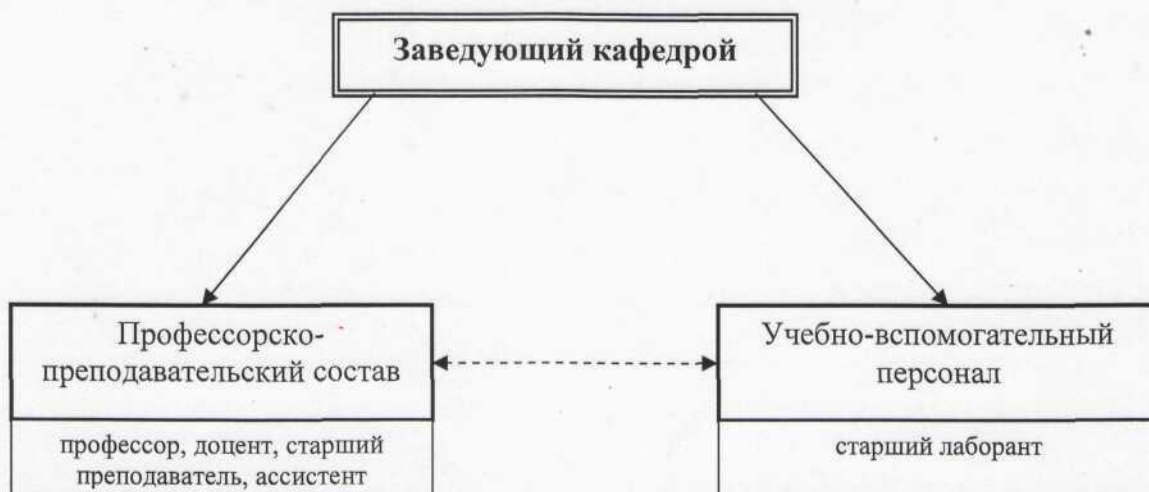 Заведующий кафедрой
Профессорско-
преподавательский состав
Учебно-вспомогательный
персонал
профессор, доцент, старший
преподаватель, ассистент
старший лаборант